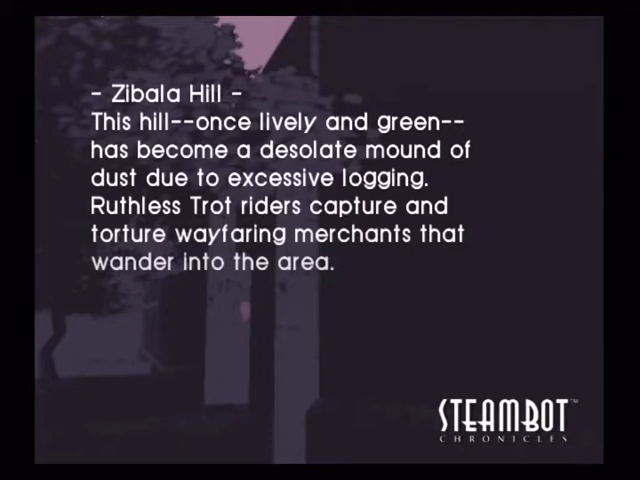 - Zibala Hill -
This hill--once lively and green--
has become a desolate mound of
dust due to excessive logging.
Ruthless Trot riders capture and
torture wayfaring merchants that
wander into the area.
STEAMBOT™
CHRONICLES